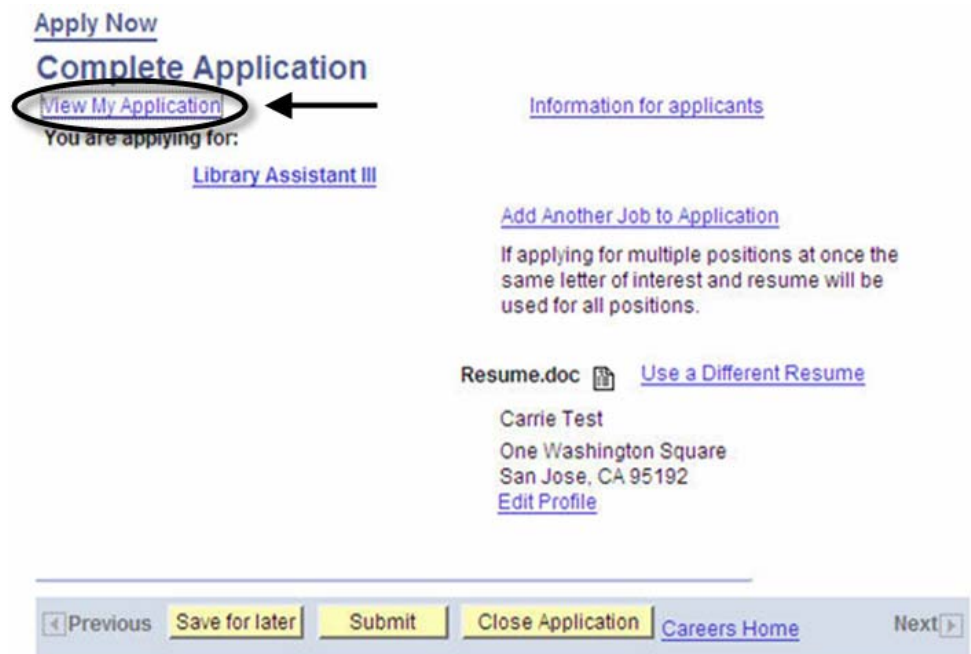 Apply Now
Complete Application
View My Application
Information for applicants
You are applying for:
Library Assistant III
Add Another Job to Application
If applying for multiple positions at once the
same letter of interest and resume will be
used for all positions.
Resume.doc Use a Different Resume
Carrie Test
One Washington Square
San Jose, CA 95192
Edit Profile
Previous Save for later Submit Close Application Careers Home Next